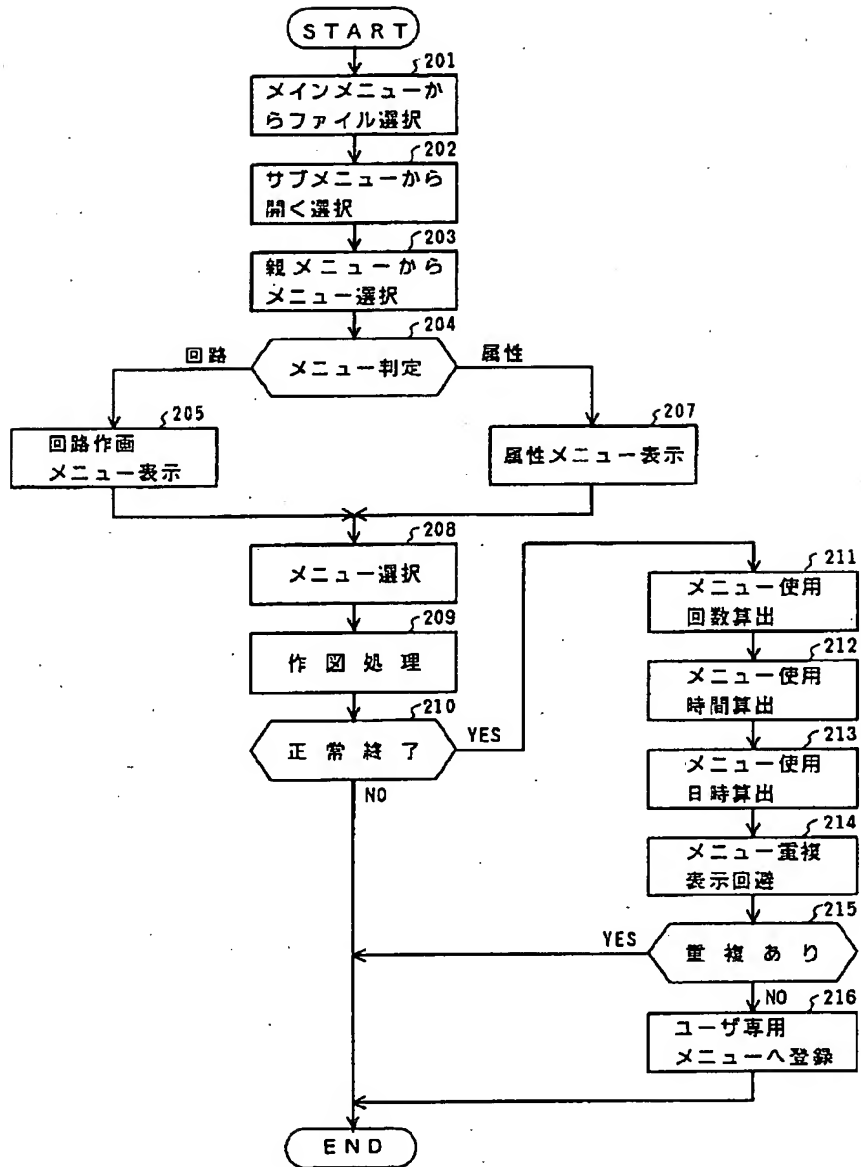 START
201
メインメニューか
らファイル選択
202
サブメニューから
開く選択
203
親メニューから
メニュー選択
204
メニュー判定
回路
属性
205
回路作画
メニュー表示
207
属性メニュー表示
208
メニュー選択
209
作図処理
210
正常終了
YES
NO
211
メニュー使用
回数算出
212
メニュー使用
時間算出
213
メニュー使用
日時算出
214
メニュー重複
表示回避
215
重複あり
YES
NO
216
ユーザ専用
メニューへ登録
END